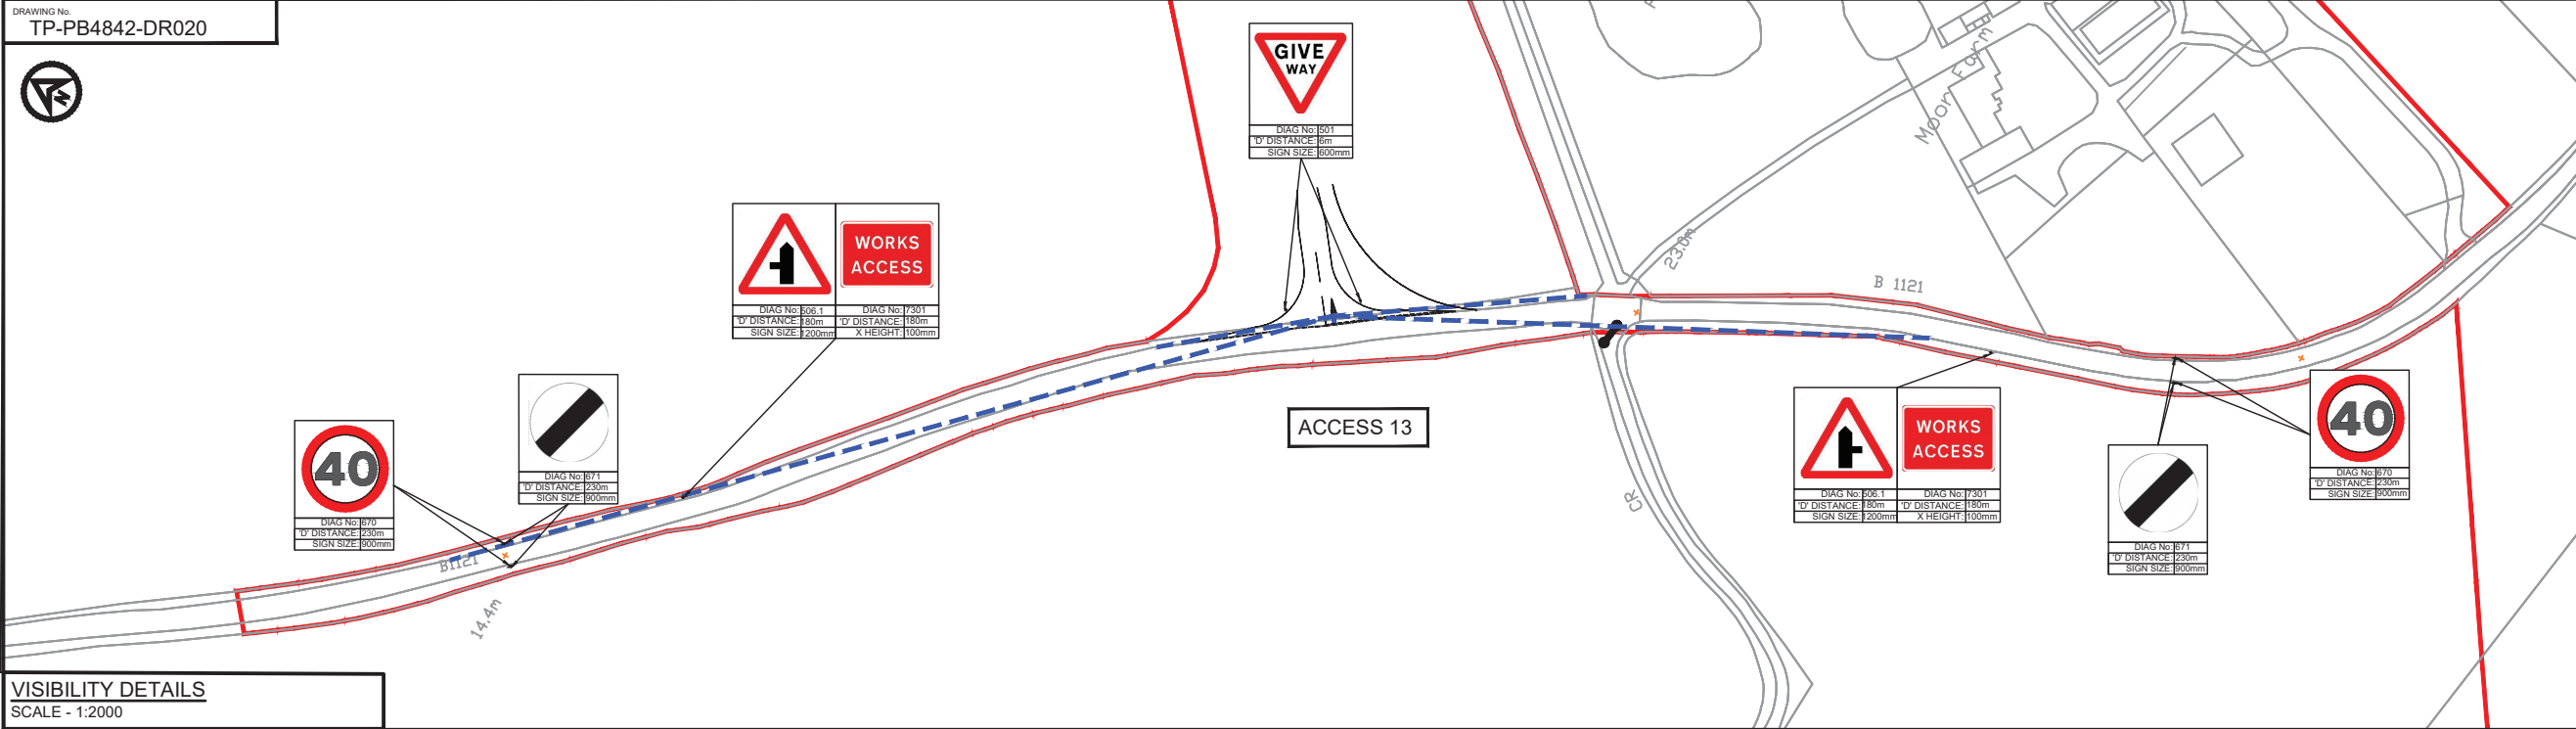 DRAWING No.
TP-PB4842-DR020
GIVE
WAY
DIAG No: 501
'D' DISTANCE: 6m
SIGN SIZE: 600mm
Moor Farm
WORKS
ACCESS
DIAG No: 506.1
'D' DISTANCE: 180m
SIGN SIZE: 1200mm
DIAG No: 7301
'D' DISTANCE: 180m
X HEIGHT: 100mm
23.0m
B 1121
40
DIAG No: 670
'D' DISTANCE: 230m
SIGN SIZE: 900mm
DIAG No: 671
'D' DISTANCE: 230m
SIGN SIZE: 900mm
ACCESS 13
WORKS
ACCESS
DIAG No: 506.1
'D' DISTANCE: 180m
SIGN SIZE: 1200mm
DIAG No: 7301
'D' DISTANCE: 180m
X HEIGHT: 100mm
40
DIAG No: 670
'D' DISTANCE: 230m
SIGN SIZE: 900mm
DIAG No: 671
'D' DISTANCE: 230m
SIGN SIZE: 900mm
CR
B1121
14.4m
VISIBILITY DETAILS
SCALE - 1:2000